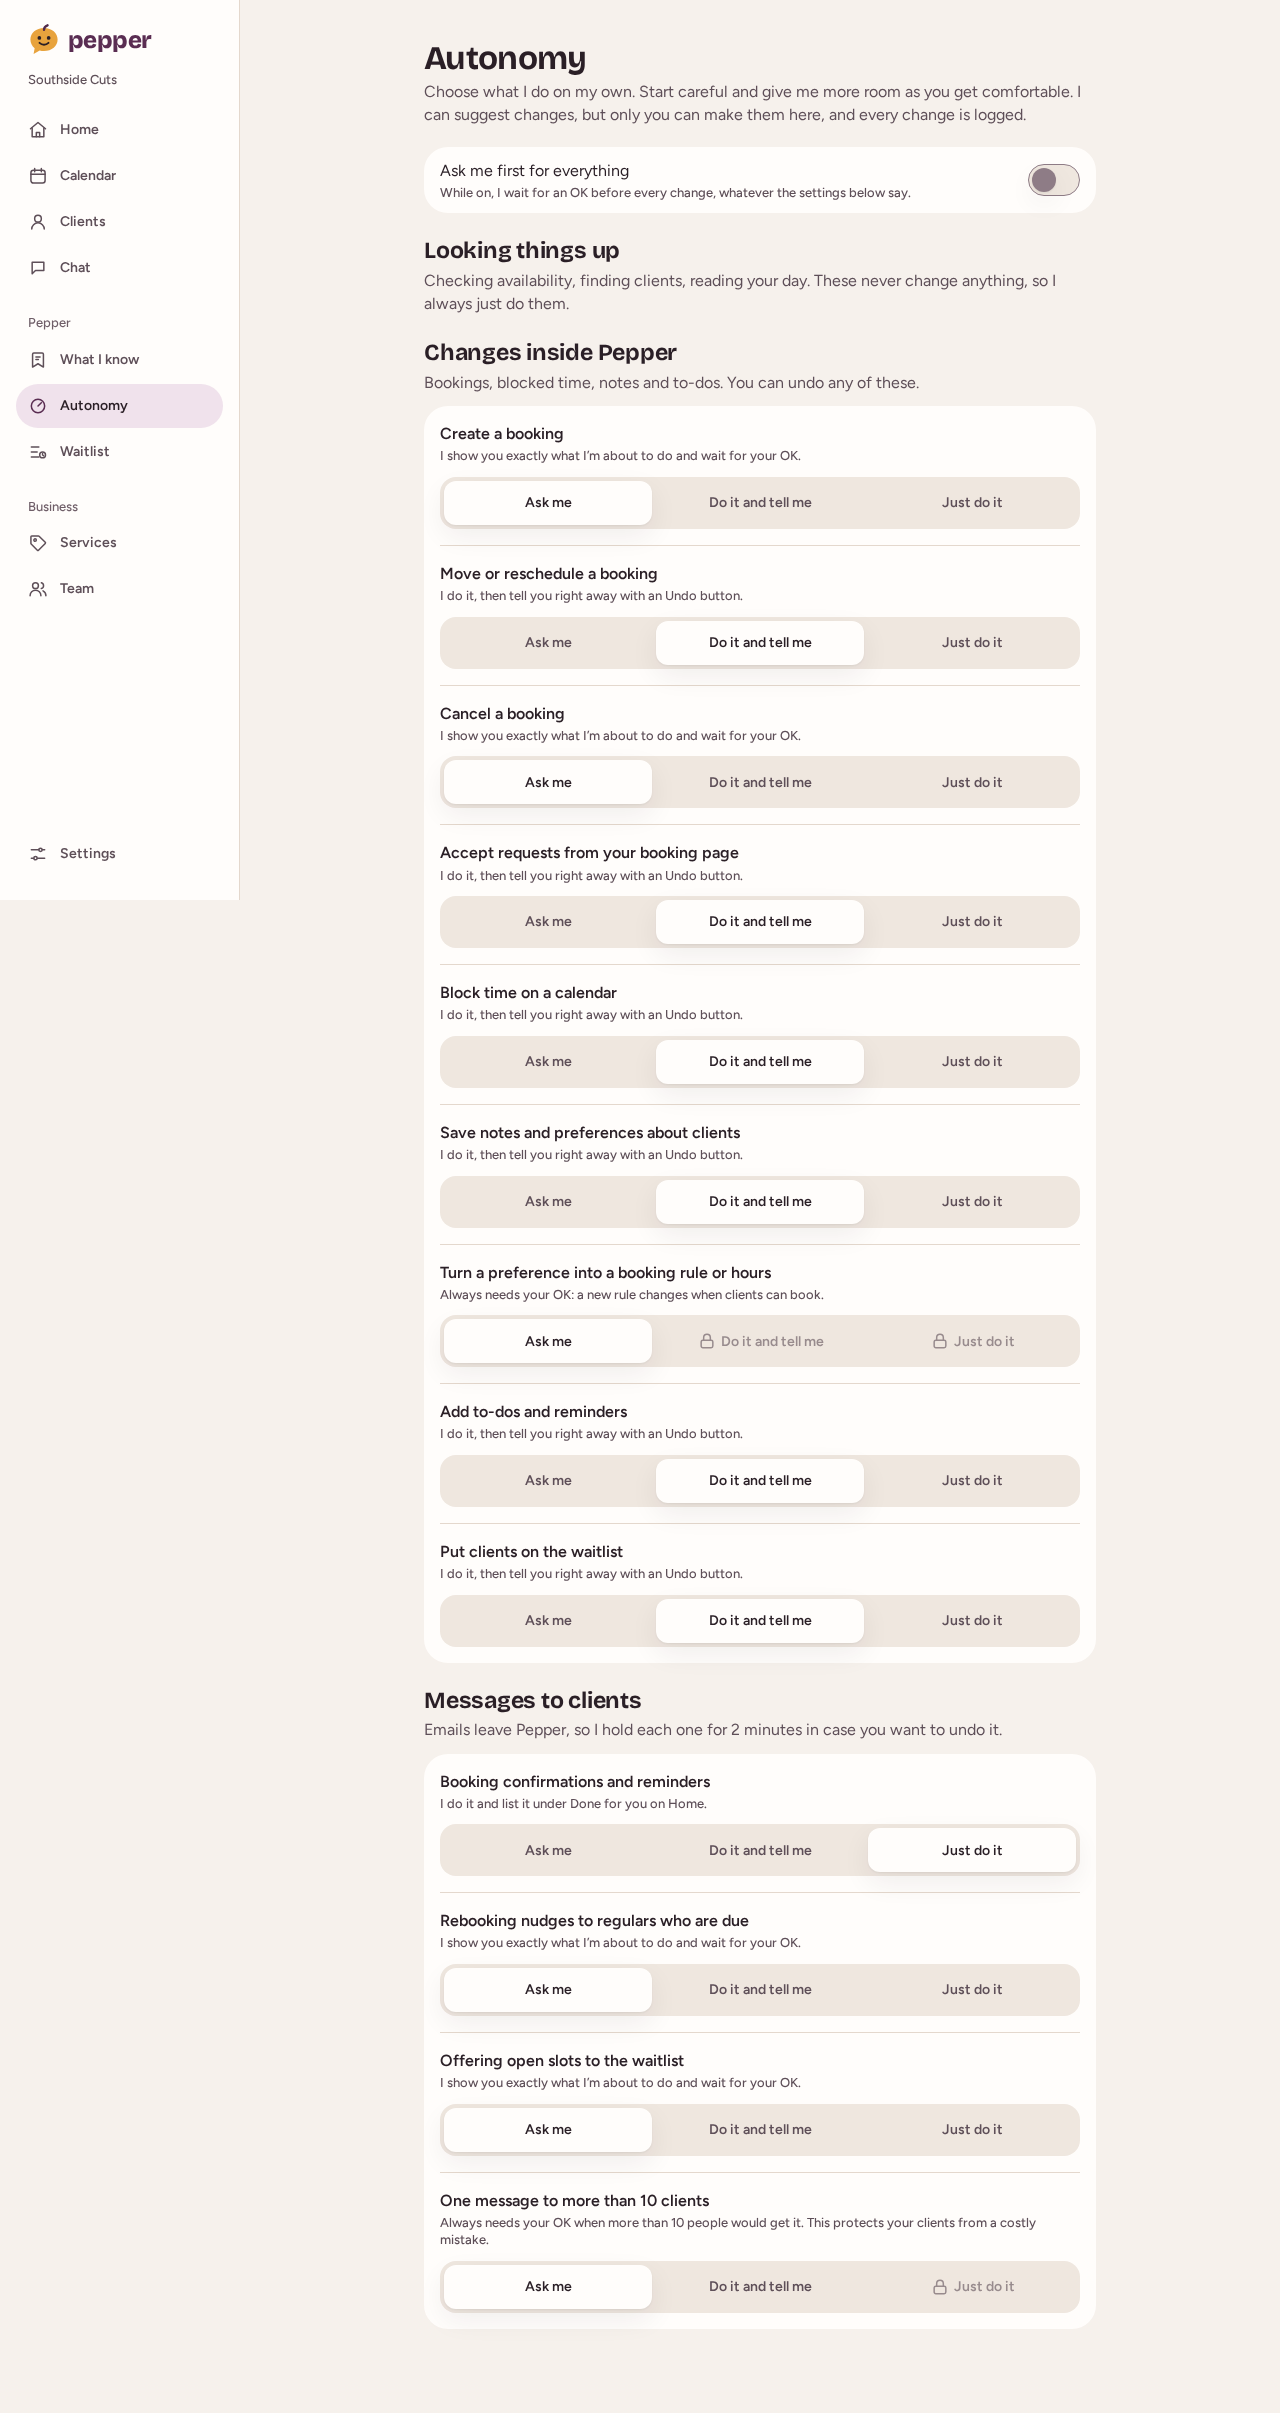 pepper
Southside Cuts
Home
Calendar
Clients
Chat
Pepper
What I know
Autonomy
Waitlist
Business
Services
Team
Settings
Autonomy
Choose what I do on my own. Start careful and give me more room as you get comfortable. I
can suggest changes, but only you can make them here, and every change is logged.
Ask me first for everything
While on, I wait for an OK before every change, whatever the settings below say.
Looking things up
Checking availability, finding clients, reading your day. These never change anything, so I
always just do them.
Changes inside Pepper
Bookings, blocked time, notes and to-dos. You can undo any of these.
Create a booking
I show you exactly what I'm about to do and wait for your OK.
Ask me Do it and tell me Just do it
Move or reschedule a booking
I do it, then tell you right away with an Undo button.
Ask me Do it and tell me Just do it
Cancel a booking
I show you exactly what I'm about to do and wait for your OK.
Ask me Do it and tell me Just do it
Accept requests from your booking page
I do it, then tell you right away with an Undo button.
Ask me Do it and tell me Just do it
Block time on a calendar
I do it, then tell you right away with an Undo button.
Ask me Do it and tell me Just do it
Save notes and preferences about clients
I do it, then tell you right away with an Undo button.
Ask me Do it and tell me Just do it
Turn a preference into a booking rule or hours
Always needs your OK: a new rule changes when clients can book.
Ask me Do it and tell me Just do it
Add to-dos and reminders
I do it, then tell you right away with an Undo button.
Ask me Do it and tell me Just do it
Put clients on the waitlist
I do it, then tell you right away with an Undo button.
Ask me Do it and tell me Just do it
Messages to clients
Emails leave Pepper, so I hold each one for 2 minutes in case you want to undo it.
Booking confirmations and reminders
I do it and list it under Done for you on Home.
Ask me Do it and tell me Just do it
Rebooking nudges to regulars who are due
I show you exactly what I'm about to do and wait for your OK.
Ask me Do it and tell me Just do it
Offering open slots to the waitlist
I show you exactly what I'm about to do and wait for your OK.
Ask me Do it and tell me Just do it
One message to more than 10 clients
Always needs your OK when more than 10 people would get it. This protects your clients from a costly
mistake.
Ask me Do it and tell me Just do it